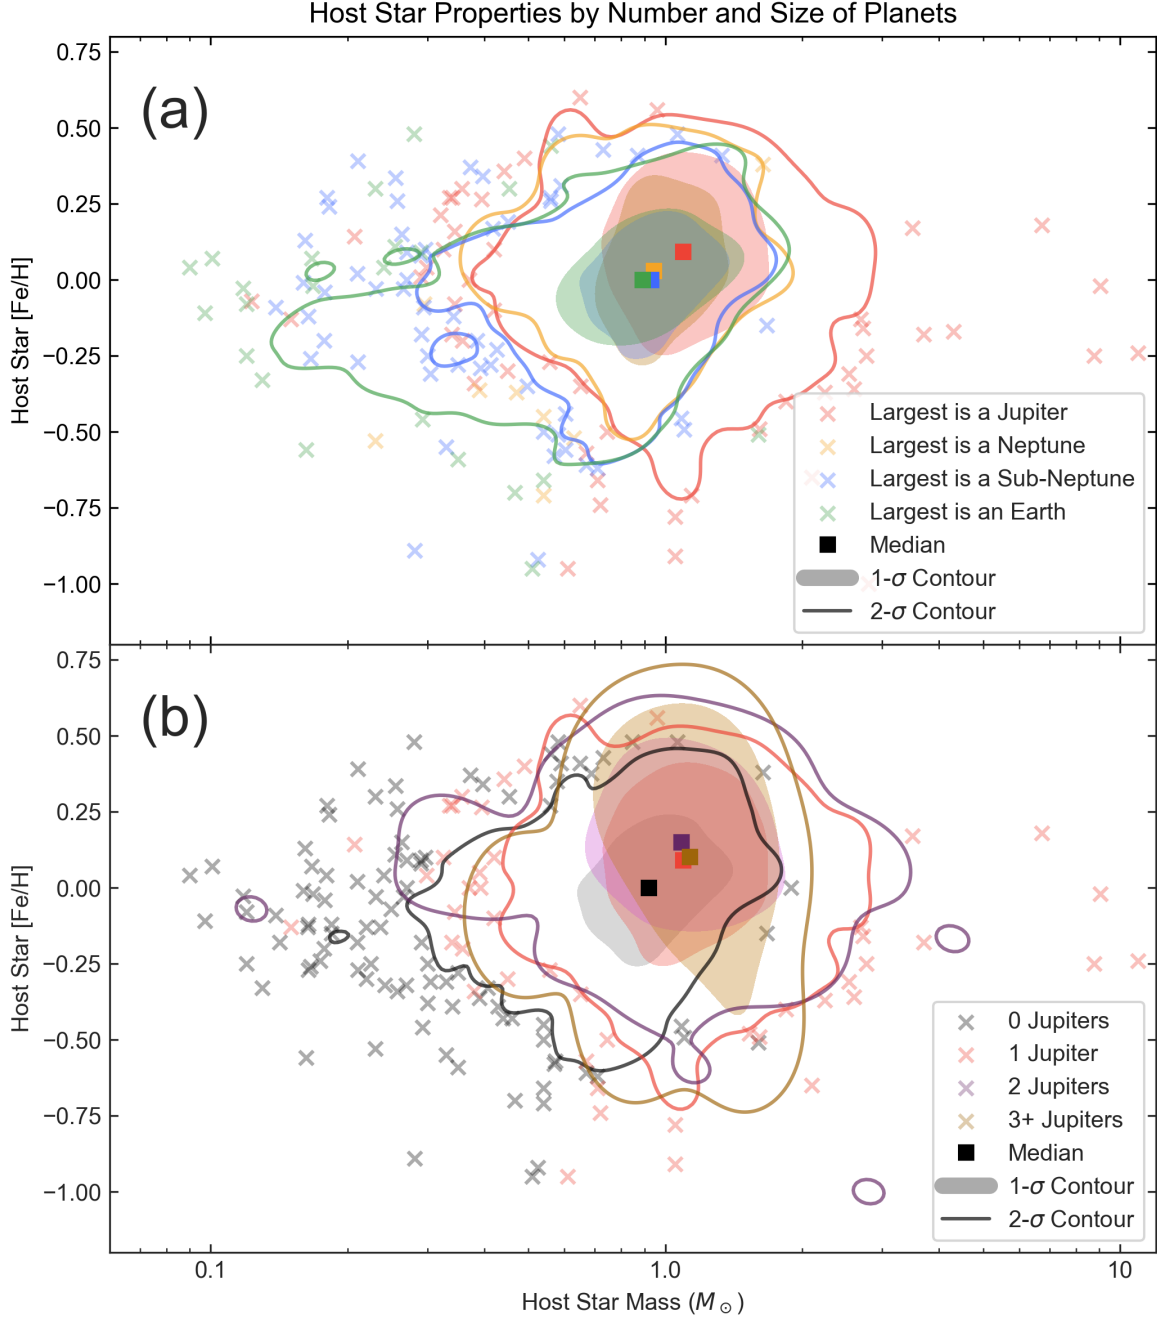 Host Star Properties by Number and Size of Planets
(a)
Host Star [Fe/H]
0.75
0.50
0.25
0.00
−0.25
−0.50
−0.75
−1.00
Largest is a Jupiter
Largest is a Neptune
Largest is a Sub-Neptune
Largest is an Earth
Median
1-σ Contour
2-σ Contour
(b)
Host Star [Fe/H]
0.75
0.50
0.25
0.00
−0.25
−0.50
−0.75
−1.00
0 Jupiters
1 Jupiter
2 Jupiters
3+ Jupiters
Median
1-σ Contour
2-σ Contour
0.1 1.0 10
Host Star Mass (M⊙)